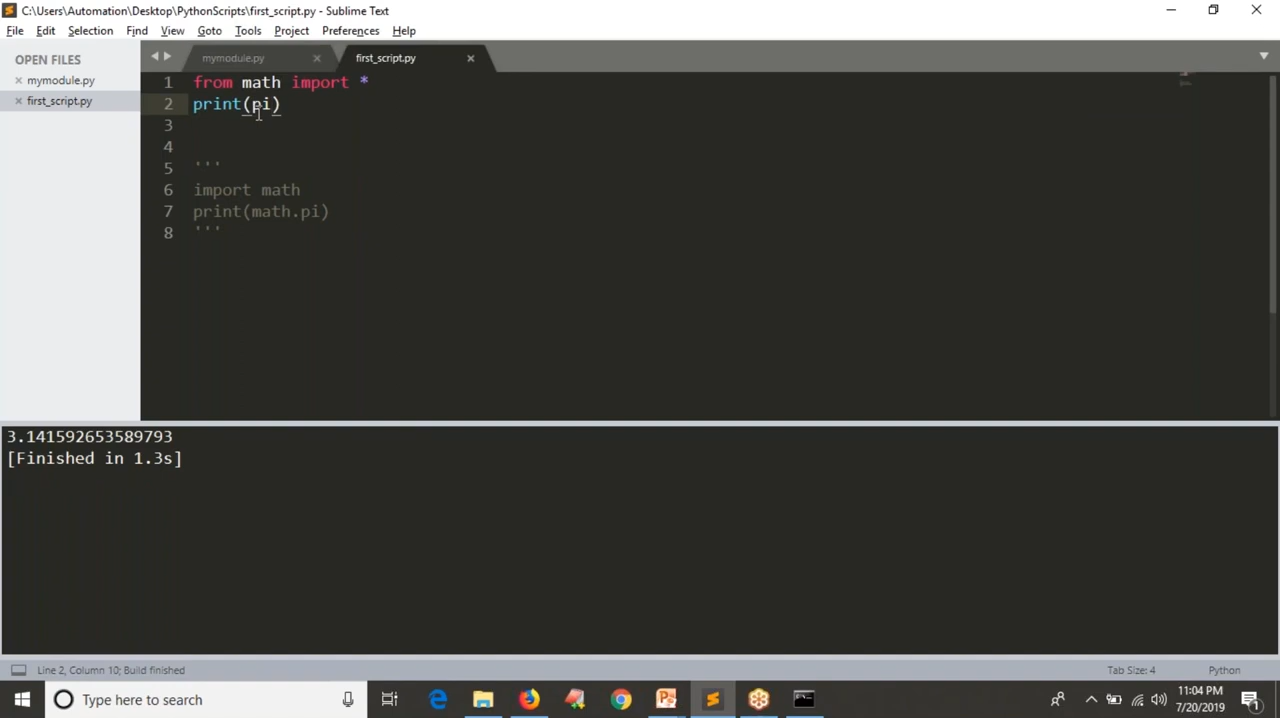 C:\Users\Automation\Desktop\PythonScripts\first_script.py - Sublime Text
File Edit Selection Find View Goto Tools Project Preferences Help
OPEN FILES
mymodule.py
first_script.py
mymodule.py first_script.py
1 from math import *
2 print(pi)
3
4
5 '''
6 import math
7 print(math.pi)
8 '''
3.141592653589793
[Finished in 1.3s]
Line 2, Column 10; Build finished Tab Size: 4 Python
Type here to search
11:04 PM
7/20/2019
1